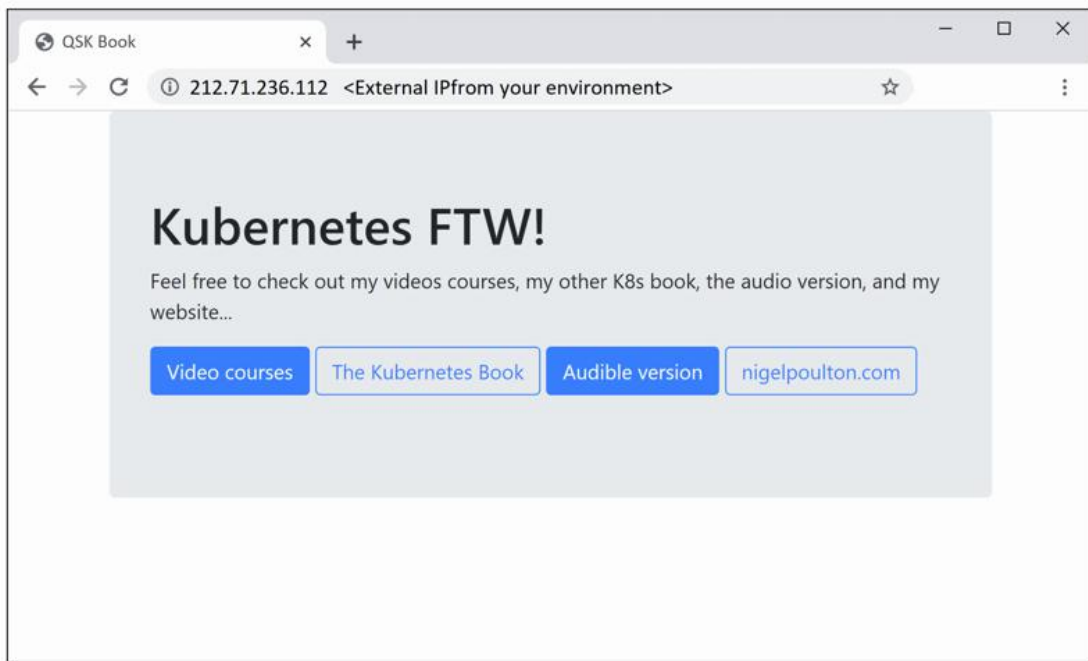 QSK Book
212.71.236.112 <External IPfrom your environment>
Kubernetes FTW!
Feel free to check out my videos courses, my other K8s book, the audio version, and my
website...
Video courses The Kubernetes Book Audible version nigelpoulton.com